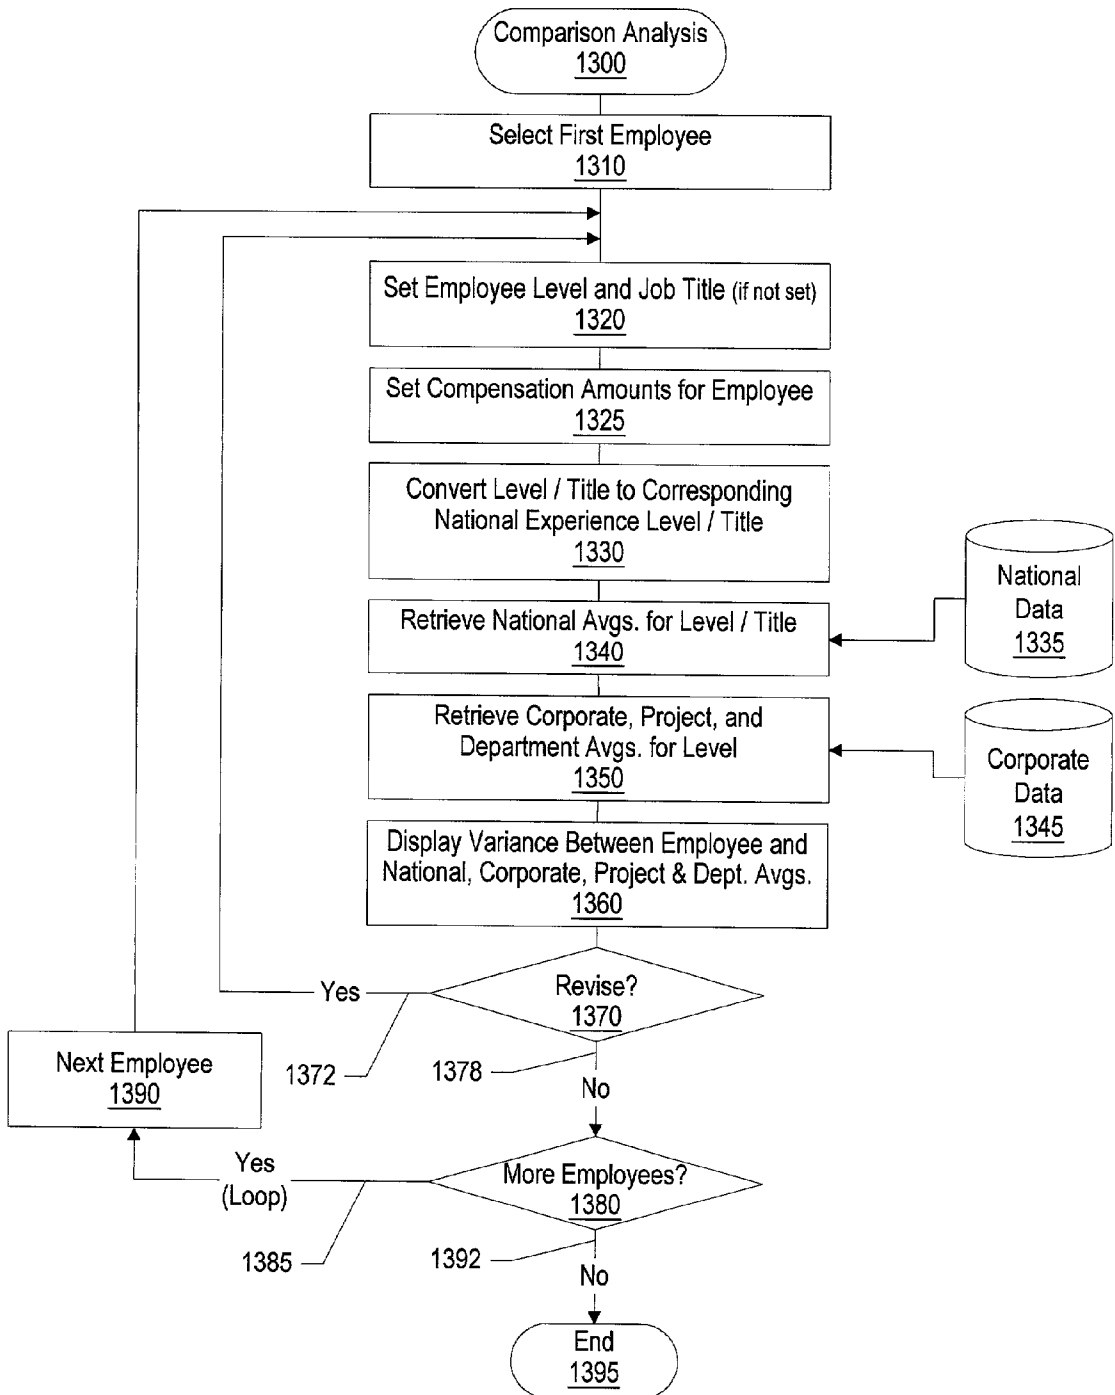 Comparison Analysis
1300
Select First Employee
1310
Set Employee Level and Job Title (if not set)
1320
Set Compensation Amounts for Employee
1325
Convert Level / Title to Corresponding
National Experience Level / Title
1330
National
Data
1335
Retrieve National Avgs. for Level / Title
1340
Retrieve Corporate, Project, and
Department Avgs. for Level
1350
Corporate
Data
1345
Display Variance Between Employee and
National, Corporate, Project & Dept. Avgs.
1360
Revise?
1370
Yes
1372
1378
No
Next Employee
1390
More Employees?
1380
Yes
(Loop)
1385
1392
No
End
1395